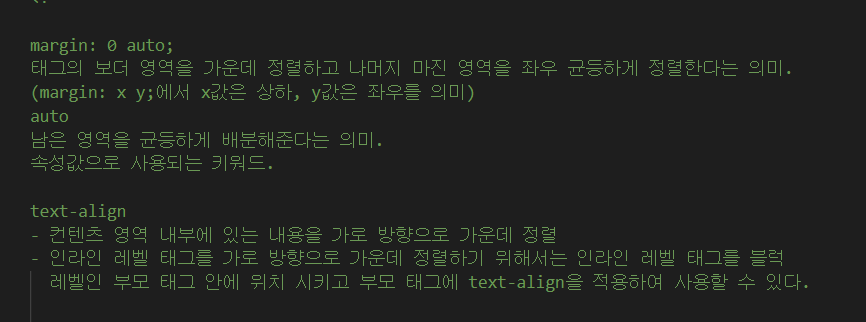 margin: 0 auto;
태그의 보더 영역을 가운데 정렬하고 나머지 마진 영역을 좌우 균등하게 정렬한다는 의미.
(margin: x y;에서 x값은 상하, y값은 좌우를 의미)
auto
남은 영역을 균등하게 배분해준다는 의미.
속성값으로 사용되는 키워드.
text-align
- 컨텐츠 영역 내부에 있는 내용을 가로 방향으로 가운데 정렬
- 인라인 레벨 태그를 가로 방향으로 가운데 정렬하기 위해서는 인라인 레벨 태그를 블럭
레벨인 부모 태그 안에 위치 시키고 부모 태그에 text-align을 적용하여 사용할 수 있다.